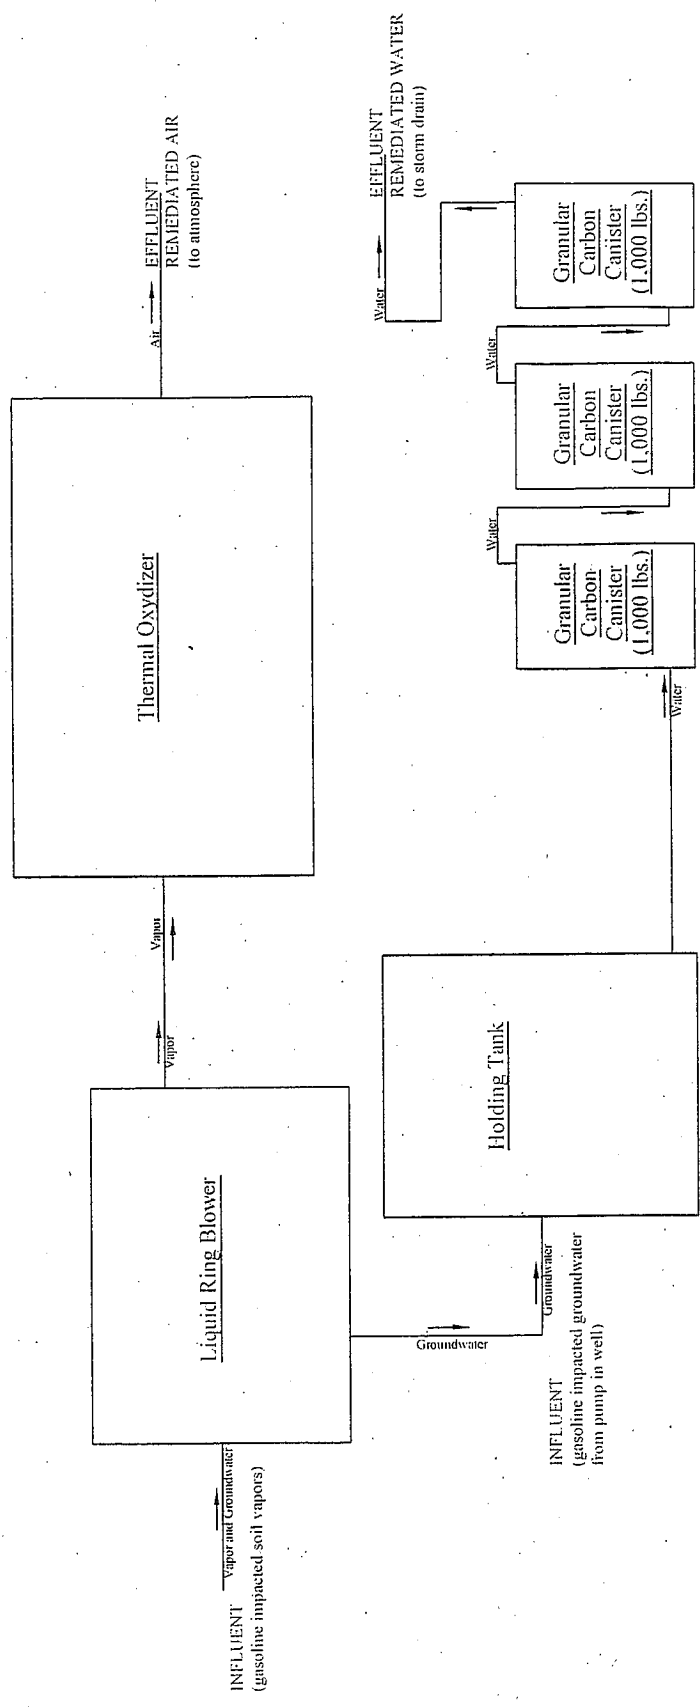 INFLUENT
(gasoline impacted soil vapors)
Vapor and Groundwater
Liquid Ring Blower
Vapor
Vapor
Thermal Oxydizer
Air
EFFLUENT
REMEDIATED AIR
(to atmosphere)
Groundwater
Groundwater
INFLUENT
(gasoline impacted groundwater
from pump in well)
Holding Tank
Water
Granular
Carbon
Canister
(1,000 lbs.)
Water
Granular
Carbon
Canister
(1,000 lbs.)
Water
Granular
Carbon
Canister
(1,000 lbs.)
Water
EFFLUENT
REMEDIATED WATER
(to storm drain)